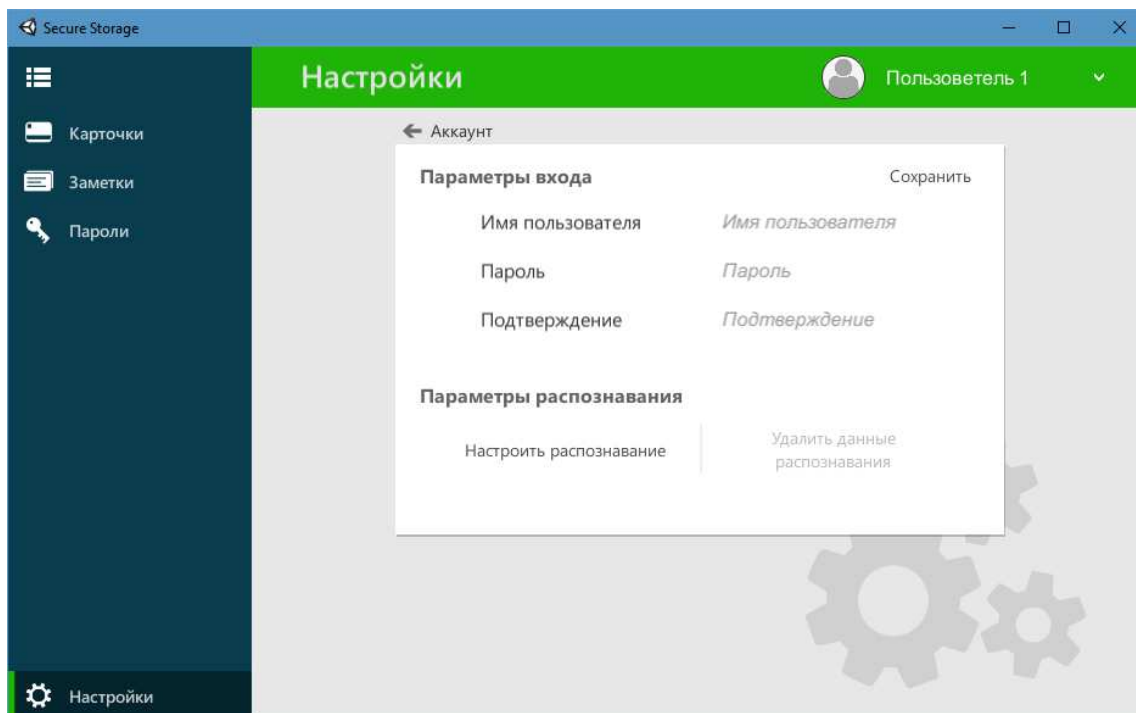 Secure Storage
Настройки
Пользоветель 1
Карточки
Заметки
Пароли
Аккаунт
Параметры входа
Сохранить
Имя пользователя
Имя пользователя
Пароль
Пароль
Подтверждение
Подтверждение
Параметры распознавания
Настроить распознавание
Удалить данные
распознавания
Настройки